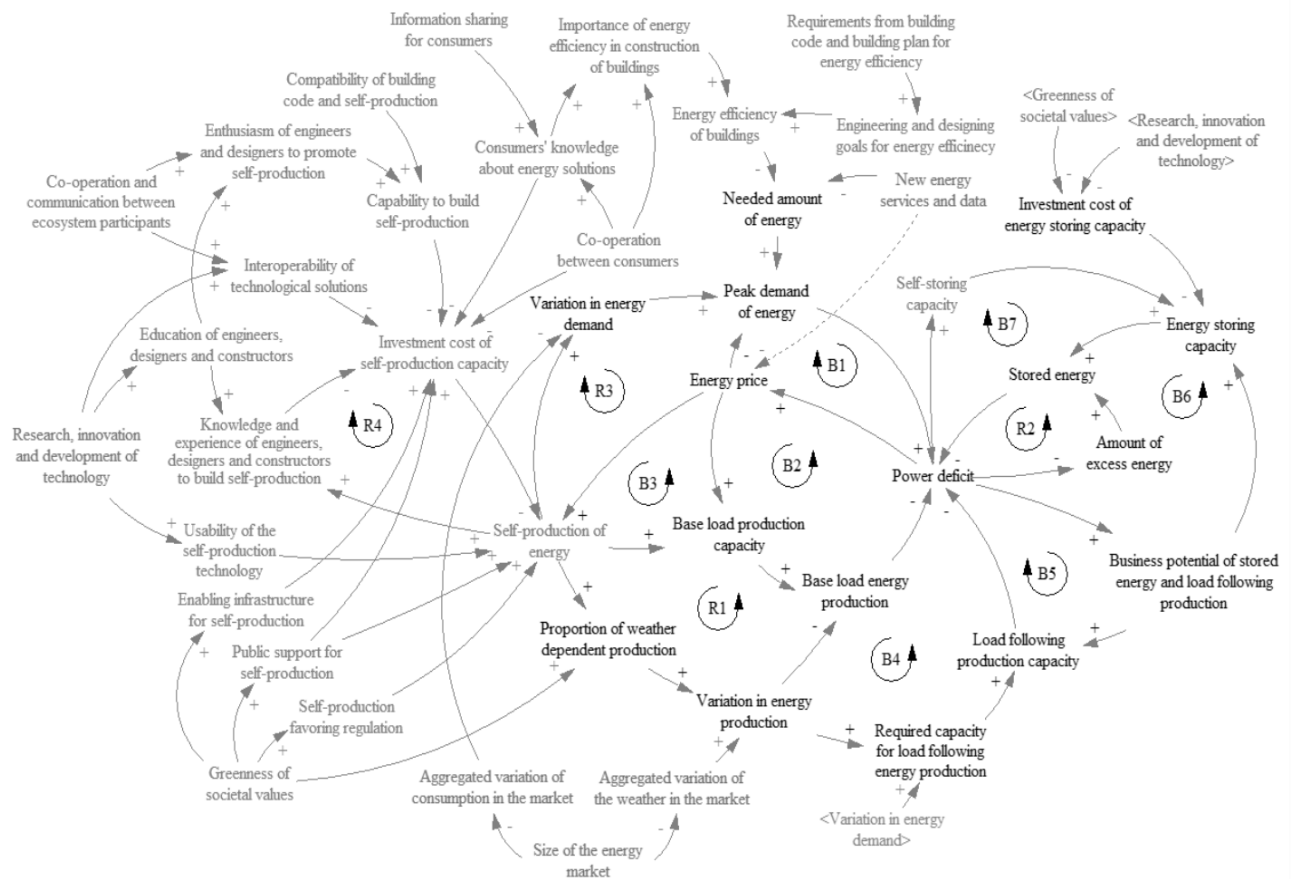 Information sharing
for consumers
Importance of energy
efficiency in construction
of buildings
Requirements from building
code and building plan for
energy efficiency
Compatibility of building
code and self-production
Energy efficiency
of buildings
Engineering and designing
goals for energy efficinecy
<Greenness of
societal values>
<Research, innovation
and development of
technology>
Enthusiasm of engineers
and designers to promote
self-production
Consumers' knowledge
about energy solutions
Co-operation and
communication between
ecosystem participants
Capability to build
self-production
Needed amount
of energy
New energy
services and data
Investment cost of
energy storing capacity
Co-operation
between consumers
Interoperability of
technological solutions
Variation in energy
demand
Peak demand
of energy
Self-storing
capacity
Energy storing
capacity
Education of engineers,
designers and constructors
Investment cost of
self-production capacity
Energy price
Stored energy
B7
B1
B6
R3
R4
R2
Knowledge and
experience of engineers,
designers and constructors
to build self-production
Research, innovation
and development of
technology
Amount of
excess energy
B3
B2
Power deficit
Usability of the
self-production
technology
Self-production of
energy
Base load production
capacity
Base load energy
production
Business potential of stored
energy and load following
production
B5
R1
B4
Enabling infrastructure
for self-production
Public support for
self-production
Proportion of weather
dependent production
Load following
production capacity
Self-production
favoring regulation
Variation in energy
production
Required capacity
for load following
energy production
Greenness of
societal values
Aggregated variation of
consumption in the market
Aggregated variation of
the weather in the market
<Variation in energy
demand>
Size of the energy
market